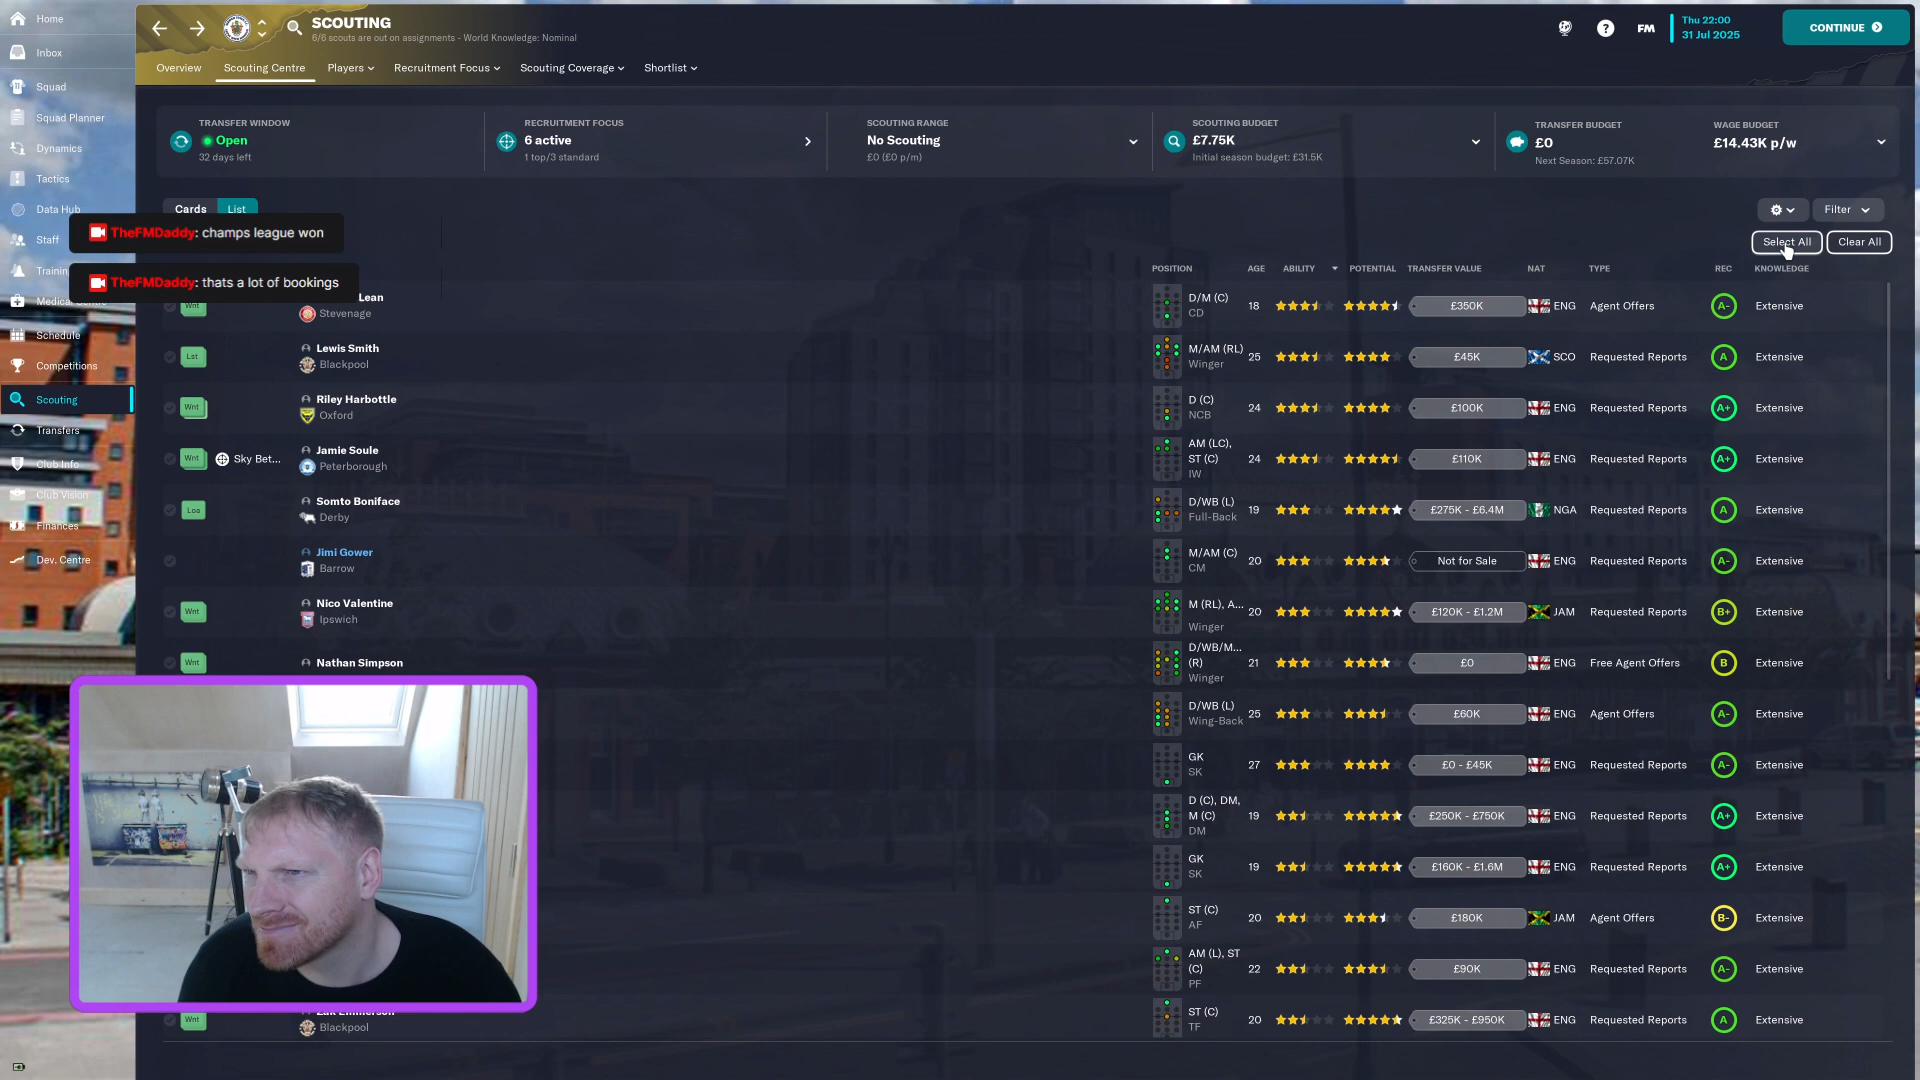 Home
Inbox
Squad
Squad Planner
Dynamics
Tactics
Data Hub
Staff
Schedule
Competitions
Scouting
Transfers
Club Info
Club Vision
Finances
Dev. Centre
SCOUTING
6/6 scouts are out on assignments - World Knowledge: Nominal
FM
Thu 22:00
31 Jul 2025
CONTINUE
Overview Scouting Centre Players Recruitment Focus Scouting Coverage Shortlist
TRANSFER WINDOW
Open
32 days left
RECRUITMENT FOCUS
6 active
1 top/3 standard
SCOUTING RANGE
No Scouting
£0 (£0 p/m)
SCOUTING BUDGET
£7.75K
Initial season budget: £31.5K
TRANSFER BUDGET
£0
Next Season: £57.07K
WAGE BUDGET
£14.43K p/w
Cards List
Filter
Select All Clear All
TheFMDaddy: champs league won
TheFMDaddy: thats a lot of bookings
POSITION AGE ABILITY POTENTIAL TRANSFER VALUE NAT TYPE REC KNOWLEDGE
Wnt Lean
Stevenage
D/M (C)
CD
18 £350K ENG Agent Offers A- Extensive
Lst Lewis Smith
Blackpool
M/AM (RL)
Winger
25 £45K SCO Requested Reports A Extensive
Wnt Riley Harbottle
Oxford
D (C)
NCB
24 £100K ENG Requested Reports A+ Extensive
Wnt Sky Bet... Jamie Soule
Peterborough
AM (LC),
ST (C)
IW
24 £110K ENG Requested Reports A+ Extensive
Loa Somto Boniface
Derby
D/WB (L)
Full-Back
19 £275K - £6.4M NGA Requested Reports A Extensive
Jimi Gower
Barrow
M/AM (C)
CM
20 Not for Sale ENG Requested Reports A- Extensive
Wnt Nico Valentine
Ipswich
M (RL), A...
Winger
20 £120K - £1.2M JAM Requested Reports B+ Extensive
Wnt Nathan Simpson
D/WB/M...
(R)
Winger
21 £0 ENG Free Agent Offers B Extensive
D/WB (L)
Wing-Back
25 £60K ENG Agent Offers A- Extensive
GK
SK
27 £0 - £45K ENG Requested Reports A- Extensive
D (C), DM,
M (C)
DM
19 £250K - £750K ENG Requested Reports A+ Extensive
GK
SK
19 £160K - £1.6M ENG Requested Reports A+ Extensive
ST (C)
AF
20 £180K JAM Agent Offers B- Extensive
AM (L), ST
(C)
PF
22 £90K ENG Requested Reports A- Extensive
Wnt
Blackpool
ST (C)
TF
20 £325K - £950K ENG Requested Reports A Extensive